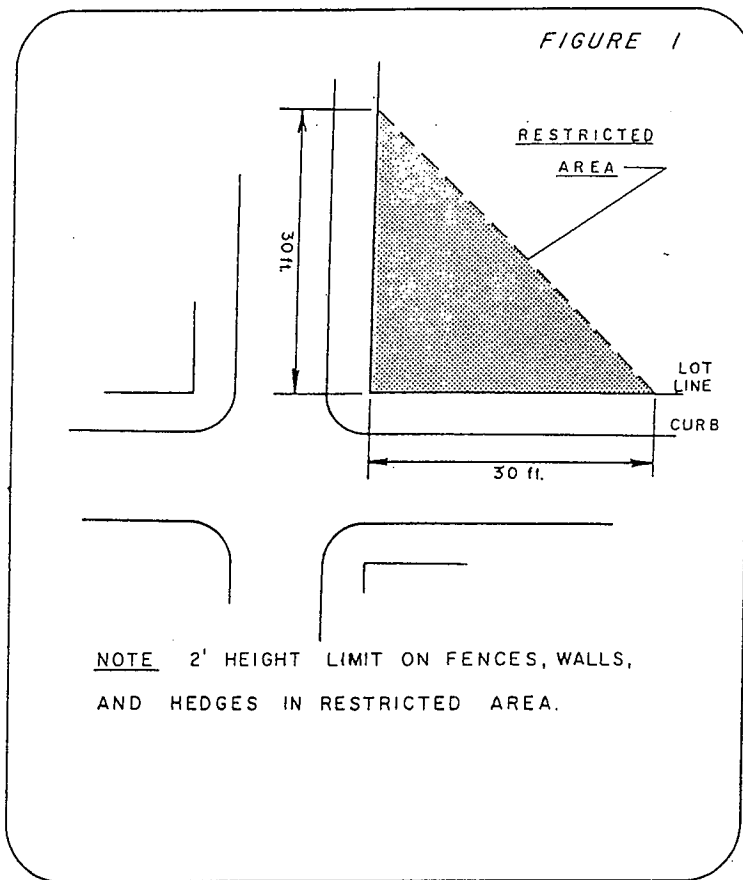 FIGURE 1
RESTRICTED
AREA
30 ft.
LOT
LINE
CURB
30 ft.
NOTE 2' HEIGHT LIMIT ON FENCES, WALLS,
AND HEDGES IN RESTRICTED AREA.